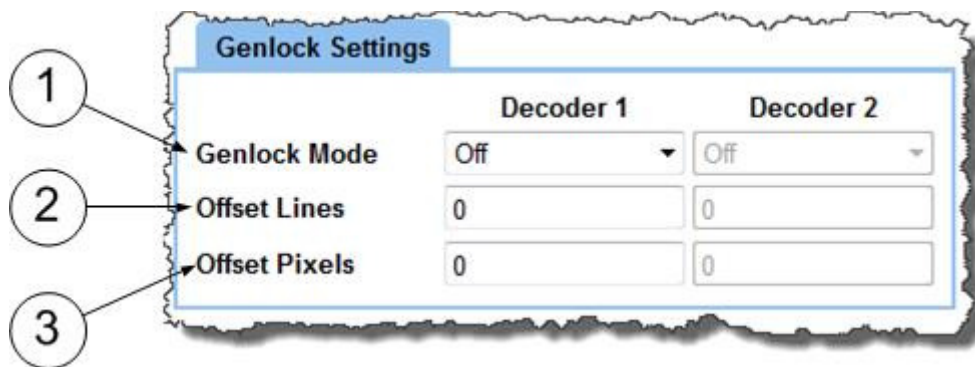 Genlock Settings
Decoder 1 Decoder 2
1 Genlock Mode Off Off
2 Offset Lines 0 0
3 Offset Pixels 0 0